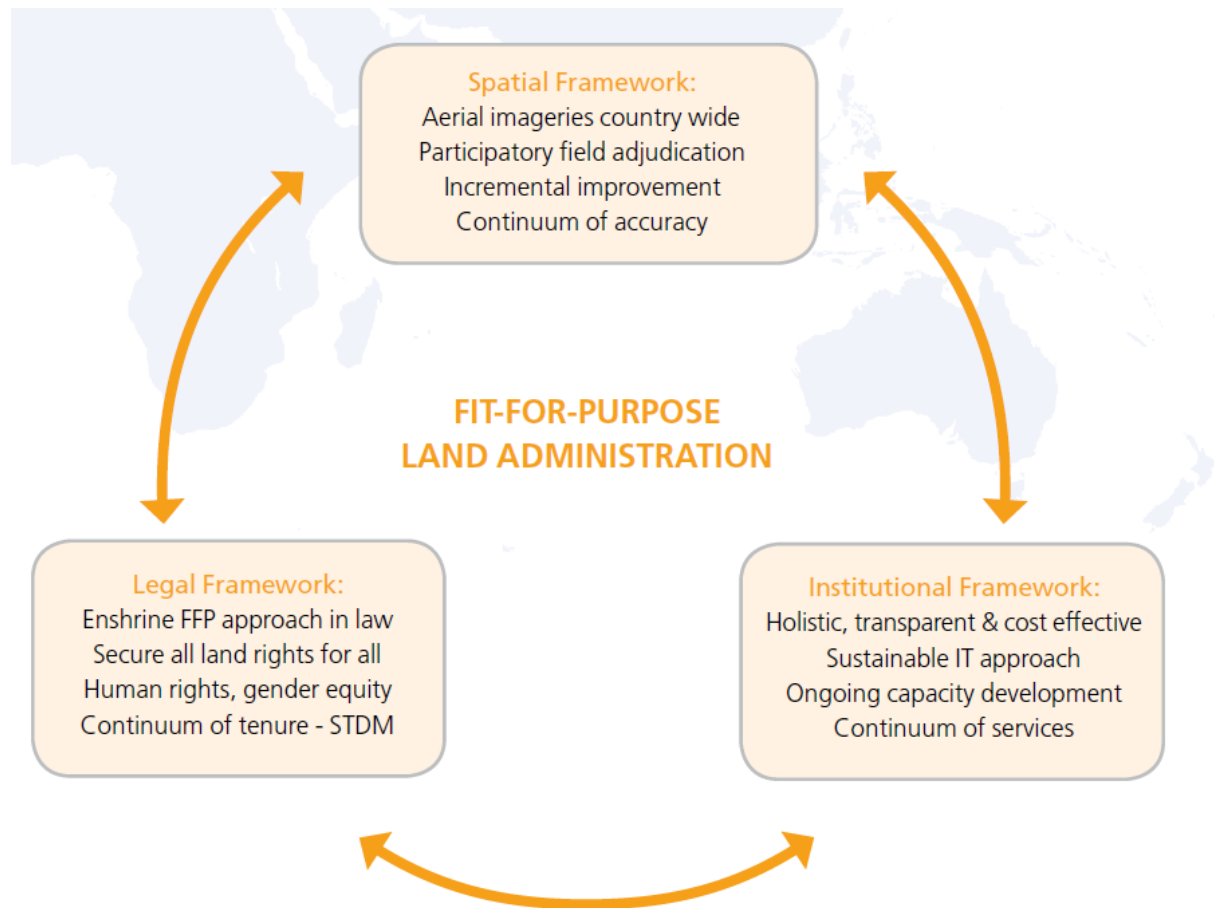 Spatial Framework:
Aerial imageries country wide
Participatory field adjudication
Incremental improvement
Continuum of accuracy
FIT-FOR-PURPOSE
LAND ADMINISTRATION
Legal Framework:
Enshrine FFP approach in law
Secure all land rights for all
Human rights, gender equity
Continuum of tenure - STDM
Institutional Framework:
Holistic, transparent & cost effective
Sustainable IT approach
Ongoing capacity development
Continuum of services